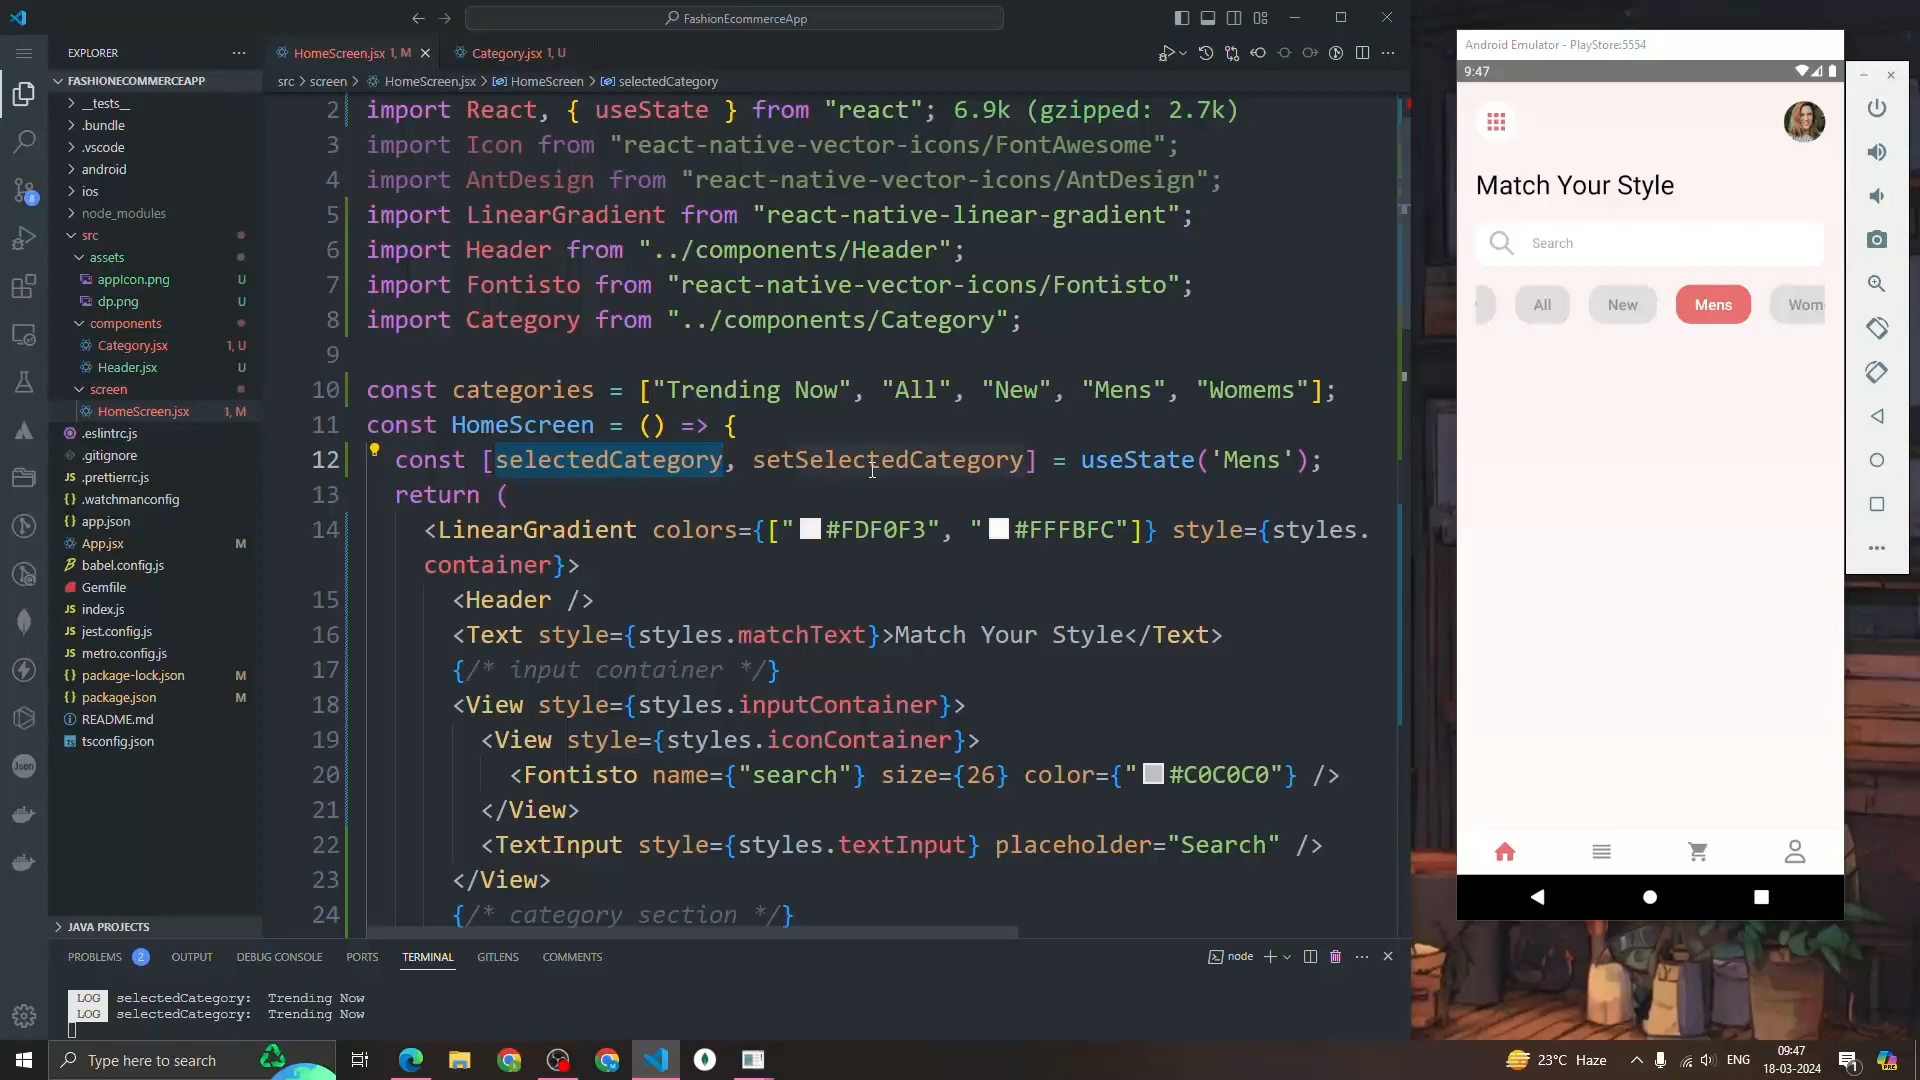 FashionEcommerceApp
EXPLORER
HomeScreen.jsx 1, M
Category.jsx 1, U
FASHIONECOMMERCEAPP
src > screen > HomeScreen.jsx > HomeScreen > selectedCategory
__tests__
.bundle
.vscode
android
ios
node_modules
src
assets
appIcon.png U
dp.png U
components
Category.jsx 1, U
Header.jsx U
screen
HomeScreen.jsx 1, M
.eslintrc.js
.gitignore
.prettierrc.js
.watchmanconfig
app.json
App.jsx M
babel.config.js
Gemfile
index.js
jest.config.js
metro.config.js
package-lock.json M
package.json M
README.md
tsconfig.json
JAVA PROJECTS
2 import React, { useState } from "react"; 6.9k (gzipped: 2.7k)
3 import Icon from "react-native-vector-icons/FontAwesome";
4 import AntDesign from "react-native-vector-icons/AntDesign";
5 import LinearGradient from "react-native-linear-gradient";
6 import Header from "../components/Header";
7 import Fontisto from "react-native-vector-icons/Fontisto";
8 import Category from "../components/Category";
9
10 const categories = ["Trending Now", "All", "New", "Mens", "Womems"];
11 const HomeScreen = () => {
12 const [selectedCategory, setSelectedCategory] = useState('Mens');
13 return (
14 <LinearGradient colors={["#FDF0F3", "#FFFBFC"]} style={styles.
container}>
15 <Header />
16 <Text style={styles.matchText}>Match Your Style</Text>
17 {/* input container */}
18 <View style={styles.inputContainer}>
19 <View style={styles.iconContainer}>
20 <Fontisto name={"search"} size={26} color={"#C0C0C0"} />
21 </View>
22 <TextInput style={styles.textInput} placeholder="Search" />
23 </View>
24 {/* category section */}
PROBLEMS 2 OUTPUT DEBUG CONSOLE PORTS TERMINAL GITLENS COMMENTS
node
LOG selectedCategory: Trending Now
LOG selectedCategory: Trending Now
Android Emulator - PlayStore:5554
9:47
Match Your Style
Search
All New Mens Wom
8
Json
Type here to search
23°C Haze
ENG
09:47
18-03-2024
1
PRE